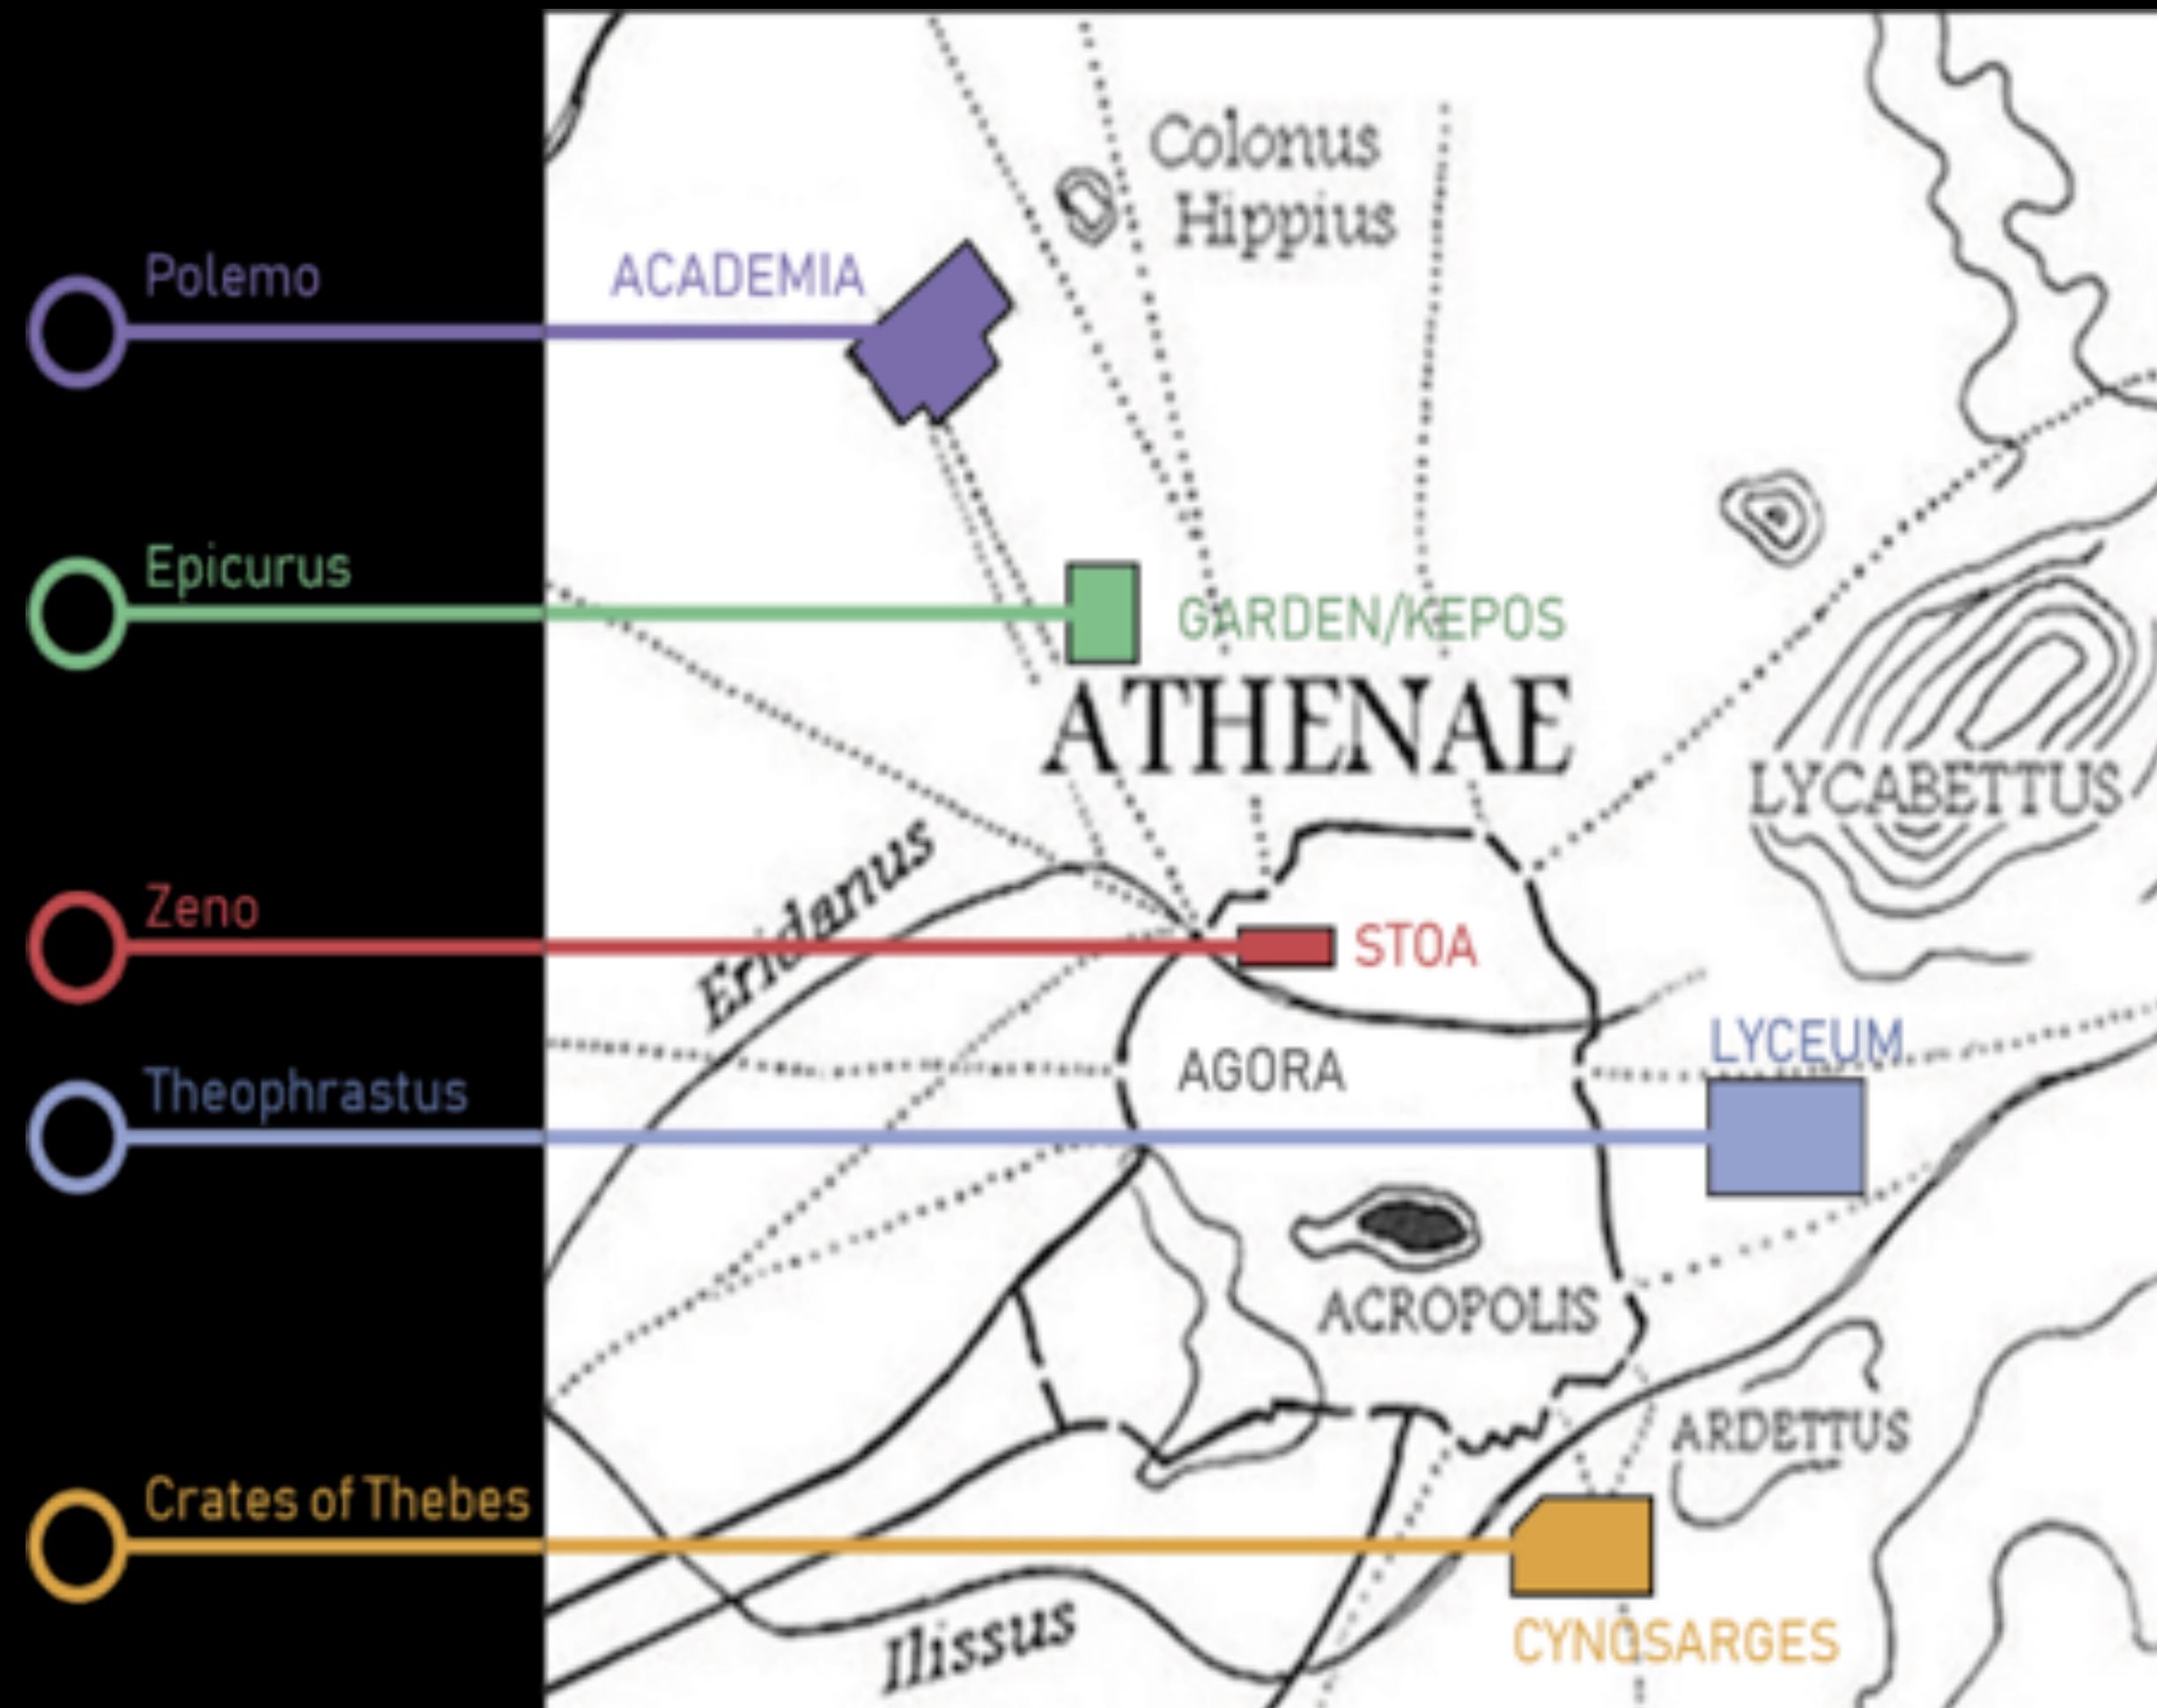 Colonus
Hippius
Polemo
ACADEMIA
Epicurus
GARDEN/KEPOS
ATHENAE
LYCABETTUS
Eridanus
Zeno
STOA
LYCEUM
AGORA
Theophrastus
ACROPOLIS
ARDETTUS
Crates of Thebes
Ilissus
CYNOSARGES